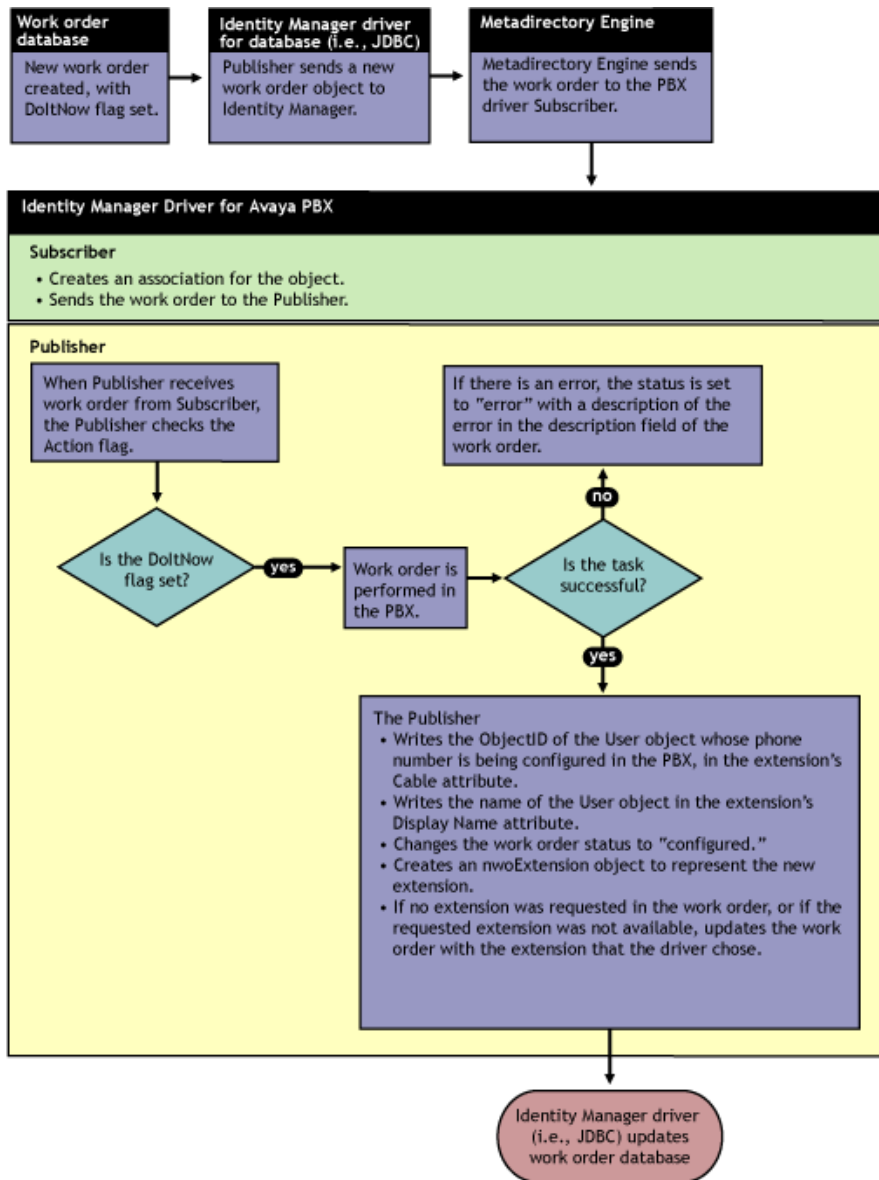 Work order
database
New work order
created, with
DoItNow flag set.
Identity Manager driver
for database (i.e., JDBC)
Publisher sends a new
work order object to
Identity Manager.
Metadirectory Engine
Metadirectory Engine sends
the work order to the PBX
driver Subscriber.
Identity Manager Driver for Avaya PBX
Subscriber
• Creates an association for the object.
• Sends the work order to the Publisher.
Publisher
When Publisher receives
work order from Subscriber,
the Publisher checks the
Action flag.
If there is an error, the status is set
to “error” with a description of the
error in the description field of the
work order.
no
Is the DoItNow
flag set?
yes
Work order is
performed in
the PBX.
Is the task
successful?
yes
The Publisher
• Writes the ObjectID of the User object whose phone
number is being configured in the PBX, in the extension’s
Cable attribute.
• Writes the name of the User object in the extension’s
Display Name attribute.
• Changes the work order status to “configured.”
• Creates an nwoExtension object to represent the new
extension.
• If no extension was requested in the work order, or if the
requested extension was not available, updates the work
order with the extension that the driver chose.
Identity Manager driver
(i.e., JDBC) updates
work order database